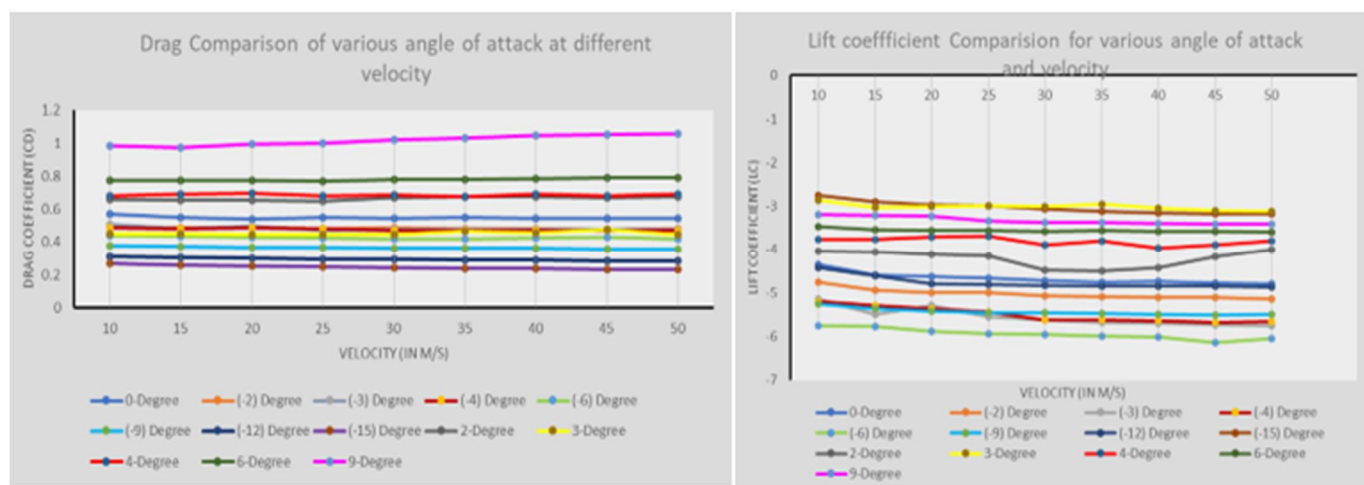 Drag Comparison of various angle of attack at different
velocity
DRAG COEFFICIENT (CD)
1.2
1
0.8
0.6
0.4
0.2
0
10 15 20 25 30 35 40 45 50
VELOCITY (IN M/S)
0-Degree (-2) Degree (-3) Degree (-4) Degree (-6) Degree
(-9) Degree (-12) Degree (-15) Degree 2-Degree 3-Degree
4-Degree 6-Degree 9-Degree
Lift coeffficient Comparision for various angle of attack
and velocity
LIFT COEFFICIENT (LC)
0
-1
-2
-3
-4
-5
-6
-7
10 15 20 25 30 35 40 45 50
VELOCITY (IN M/S)
0-Degree (-2) Degree (-3) Degree (-4) Degree
(-6) Degree (-9) Degree (-12) Degree (-15) Degree
2-Degree 3-Degree 4-Degree 6-Degree
9-Degree